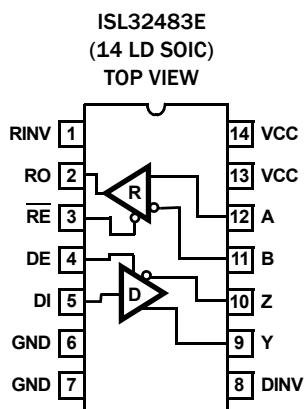 ISL32483E
(14 LD SOIC)
TOP VIEW
RINV 1 14 VCC
RO 2 13 VCC
R
RE 3 12 A
DE 4 11 B
D
DI 5 10 Z
GND 6 9 Y
GND 7 8 DINV